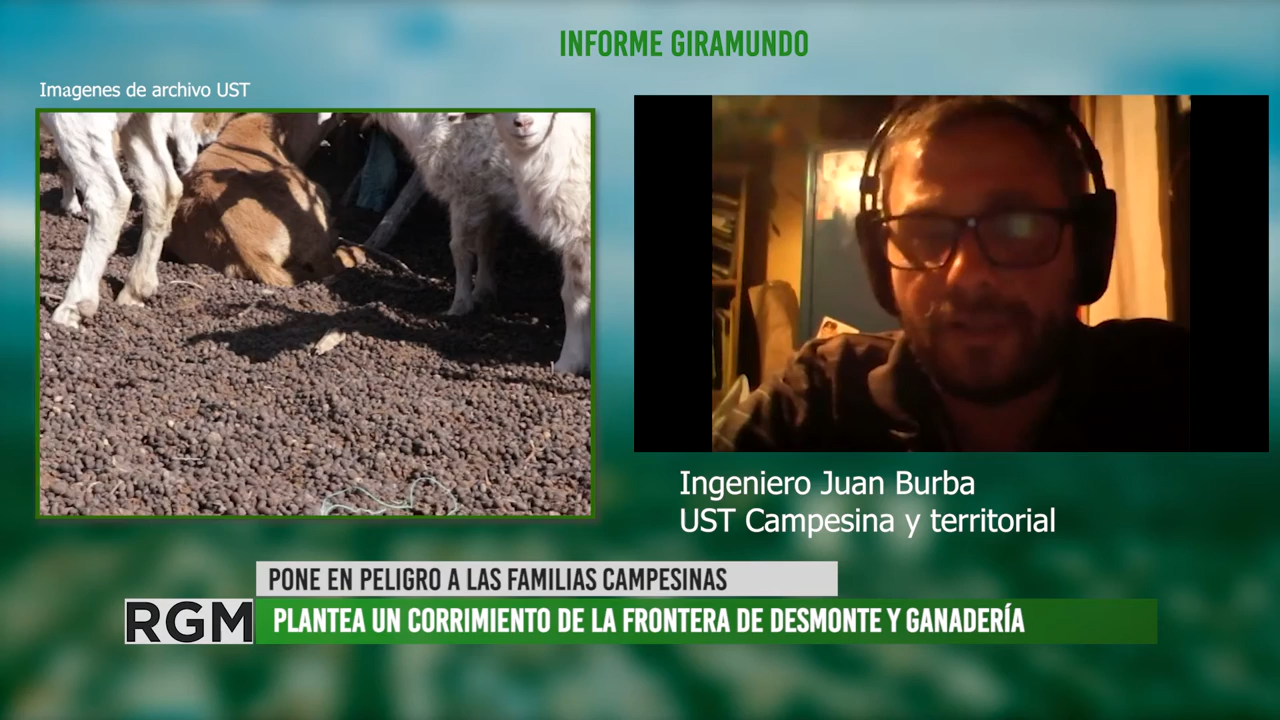 INFORME GIRAMUNDO
Imagenes de archivo UST
Ingeniero Juan Burba
UST Campesina y territorial
PONE EN PELIGRO A LAS FAMILIAS CAMPESINAS
RGM
PLANTEA UN CORRIMIENTO DE LA FRONTERA DE DESMONTE Y GANADERÍA